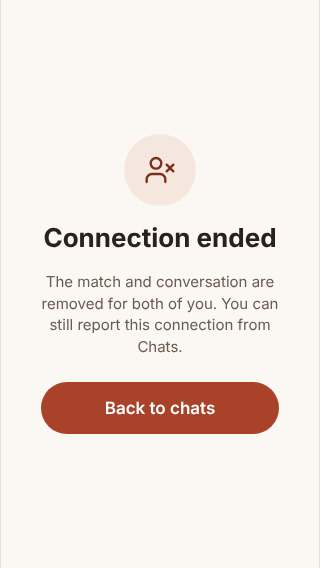 Connection ended
The match and conversation are
removed for both of you. You can
still report this connection from
Chats.
Back to chats